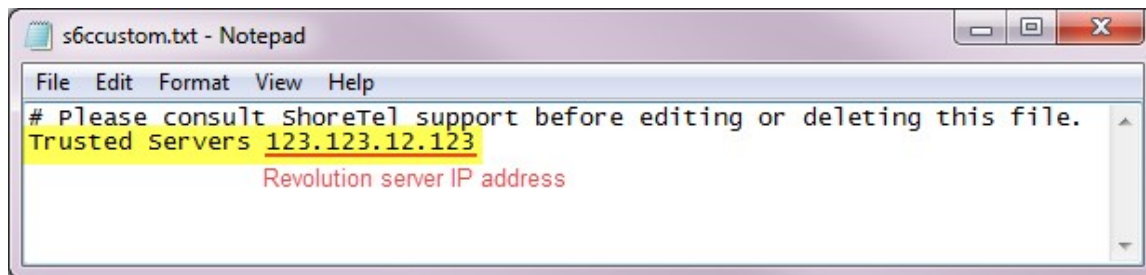 s6ccustom.txt - Notepad
File Edit Format View Help
# Please consult ShoreTel support before editing or deleting this file.
Trusted Servers 123.123.12.123
Revolution server IP address